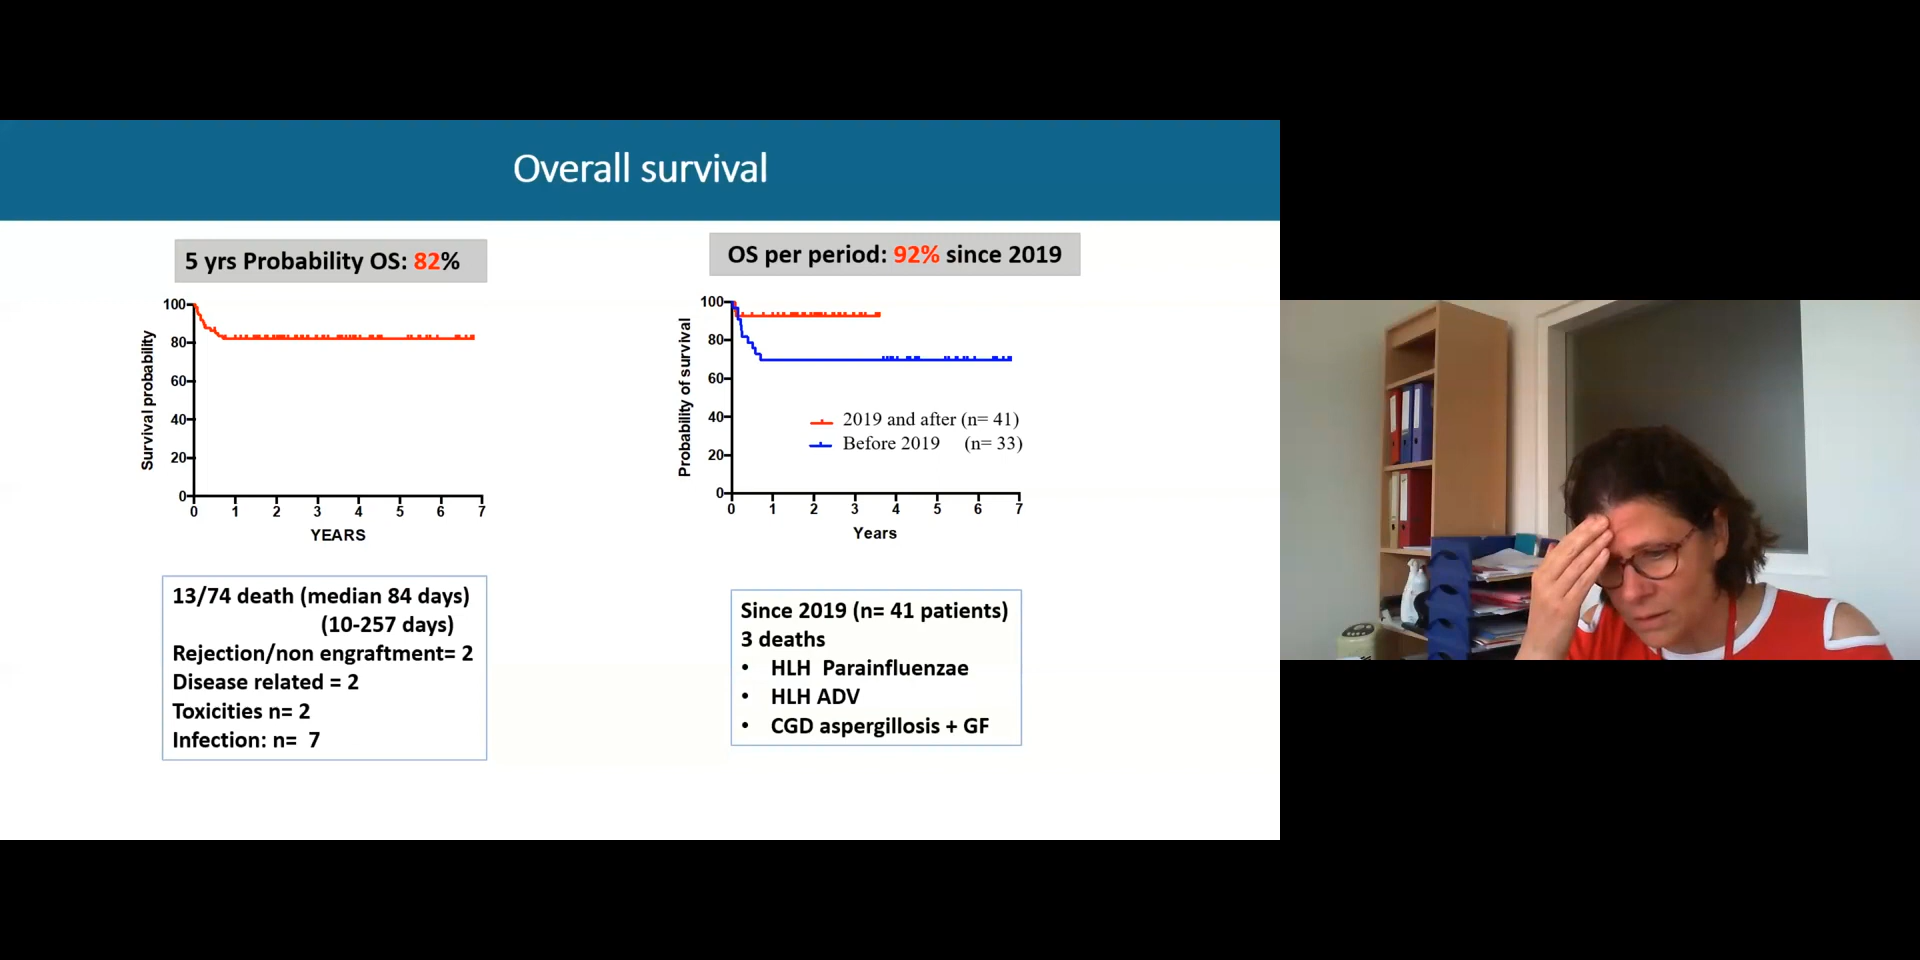 Overall survival
5 yrs Probability OS: 82%
100
80
60
40
20
0
Survival probability
0 1 2 3 4 5 6 7
YEARS
13/74 death (median 84 days)
(10-257 days)
Rejection/non engraftment= 2
Disease related = 2
Toxicities n= 2
Infection: n= 7
OS per period: 92% since 2019
100
80
60
40
20
0
Probability of survival
2019 and after (n= 41)
Before 2019 (n= 33)
0 1 2 3 4 5 6 7
Years
Since 2019 (n= 41 patients)
3 deaths
• HLH Parainfluenzae
• HLH ADV
• CGD aspergillosis + GF